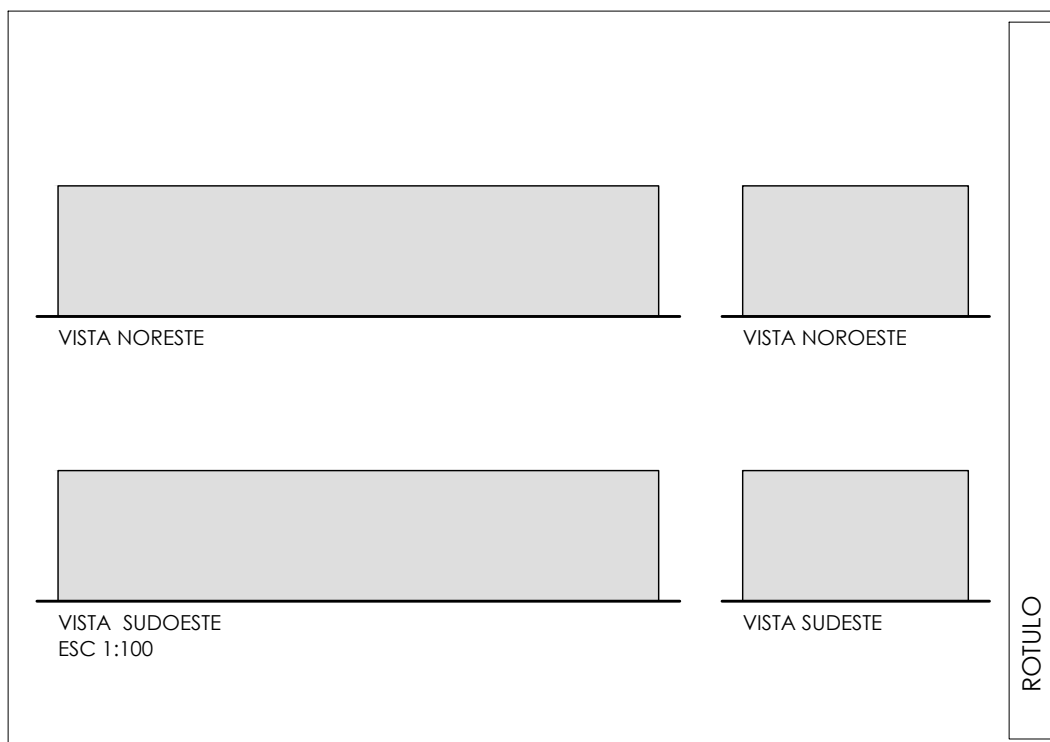 VISTA NORESTE
VISTA NOROESTE
VISTA  SUDOESTE
ESC 1:100
VISTA SUDESTE
ROTULO